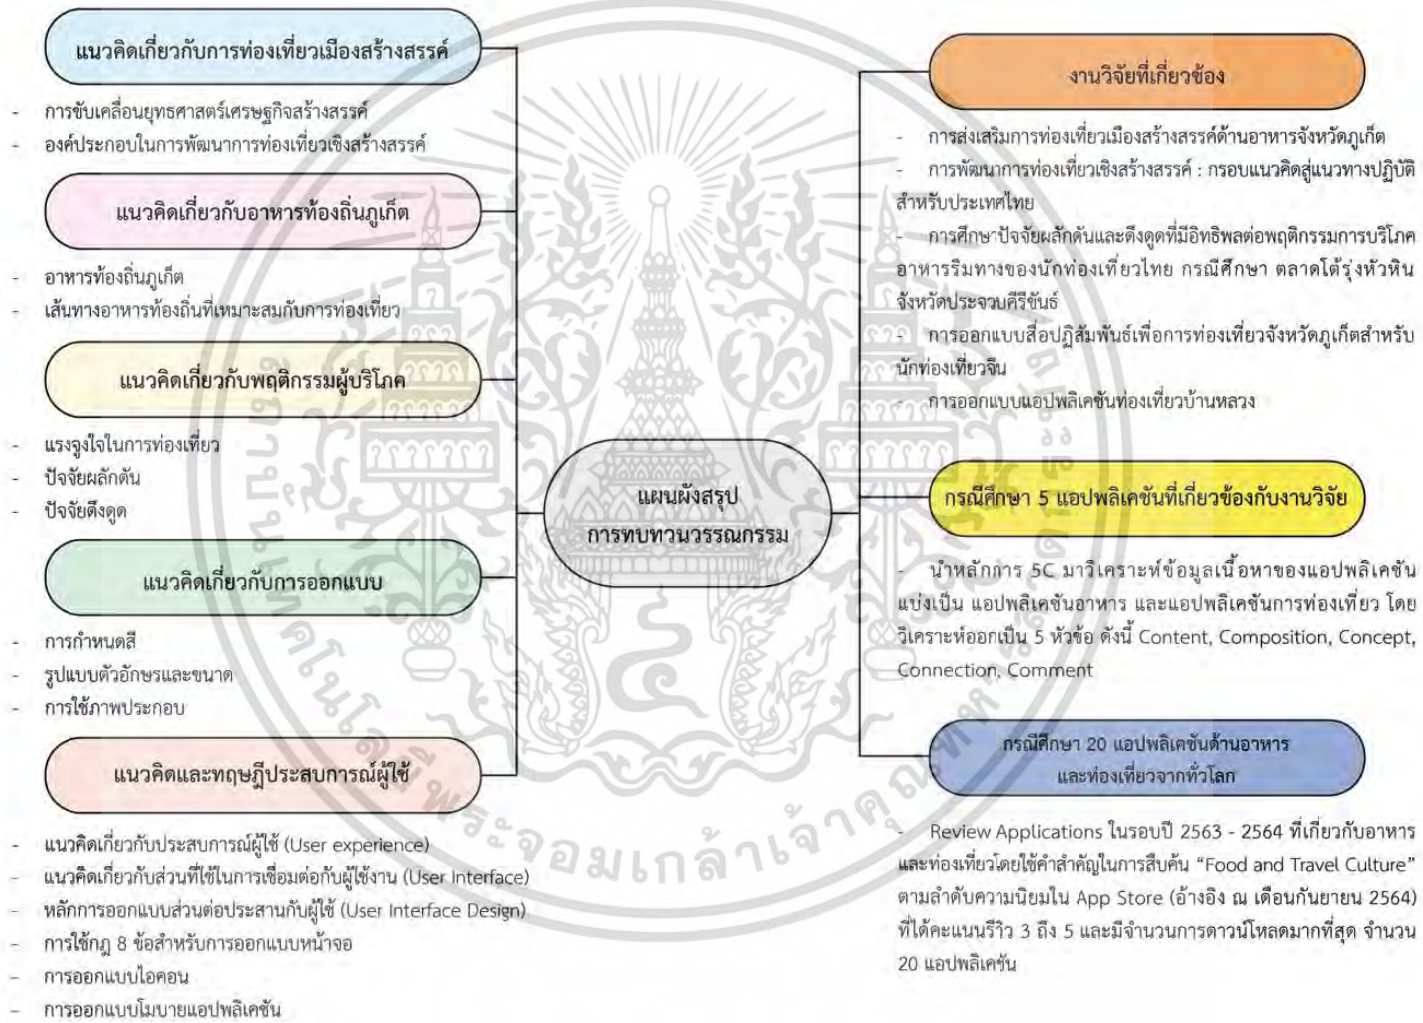 แนวคิดเกี่ยวกับการท่องเที่ยวเมืองสร้างสรรค์
- การขับเคลื่อนยุทธศาสตร์เศรษฐกิจสร้างสรรค์
- องค์ประกอบในการพัฒนาการท่องเที่ยวเชิงสร้างสรรค์
แนวคิดเกี่ยวกับอาหารท้องถิ่นภูเก็ต
- อาหารท้องถิ่นภูเก็ต
- เส้นทางอาหารท้องถิ่นที่เหมาะสมกับการท่องเที่ยว
แนวคิดเกี่ยวกับพฤติกรรมผู้บริโภค
- แรงจูงใจในการท่องเที่ยว
- ปัจจัยผลักดัน
- ปัจจัยดึงดูด
แนวคิดเกี่ยวกับการออกแบบ
- การกำหนดสี
- รูปแบบตัวอักษรและขนาด
- การใช้ภาพประกอบ
แนวคิดและทฤษฎีประสบการณ์ผู้ใช้
- แนวคิดเกี่ยวกับประสบการณ์ผู้ใช้ (User experience)
- แนวคิดเกี่ยวกับส่วนที่ใช้ในการเชื่อมต่อกับผู้ใช้งาน (User Interface)
- หลักการออกแบบส่วนต่อประสานกับผู้ใช้ (User Interface Design)
- การใช้กฎ 8 ข้อสำหรับการออกแบบหน้าจอ
- การออกแบบไอคอน
- การออกแบบโมบายแอปพลิเคชัน
แผนผังสรุป
การทบทวนวรรณกรรม
งานวิจัยที่เกี่ยวข้อง
- การส่งเสริมการท่องเที่ยวเมืองสร้างสรรค์ด้านอาหารจังหวัดภูเก็ต
- การพัฒนาการท่องเที่ยวเชิงสร้างสรรค์ : กรอบแนวคิดสู่แนวทางปฏิบัติ
สำหรับประเทศไทย
- การศึกษาปัจจัยผลักดันและดึงดูดที่มีอิทธิพลต่อพฤติกรรมการบริโภค
อาหารริมทางของนักท่องเที่ยวไทย กรณีศึกษา ตลาดโต้รุ่งหัวหิน
จังหวัดประจวบคีรีขันธ์
- การออกแบบสื่อปฏิสัมพันธ์เพื่อการท่องเที่ยวจังหวัดภูเก็ตสำหรับ
นักท่องเที่ยวจีน
- การออกแบบแอปพลิเคชันท่องเที่ยวบ้านหลวง
กรณีศึกษา 5 แอปพลิเคชันที่เกี่ยวข้องกับงานวิจัย
- นำหลักการ 5C มาวิเคราะห์ข้อมูลเนื้อหาของแอปพลิเคชัน
แบ่งเป็น แอปพลิเคชันอาหาร และแอปพลิเคชันการท่องเที่ยว โดย
วิเคราะห์ออกเป็น 5 หัวข้อ ดังนี้ Content, Composition, Concept,
Connection, Comment
กรณีศึกษา 20 แอปพลิเคชันด้านอาหาร
และท่องเที่ยวจากทั่วโลก
- Review Applications ในรอบปี 2563 - 2564 ที่เกี่ยวกับอาหาร
และท่องเที่ยวโดยใช้คำสำคัญในการสืบค้น “Food and Travel Culture”
ตามลำดับความนิยมใน App Store (อ้างอิง ณ เดือนกันยายน 2564)
ที่ได้คะแนนรีวิว 3 ถึง 5 และมีจำนวนการดาวน์โหลดมากที่สุด จำนวน
20 แอปพลิเคชัน